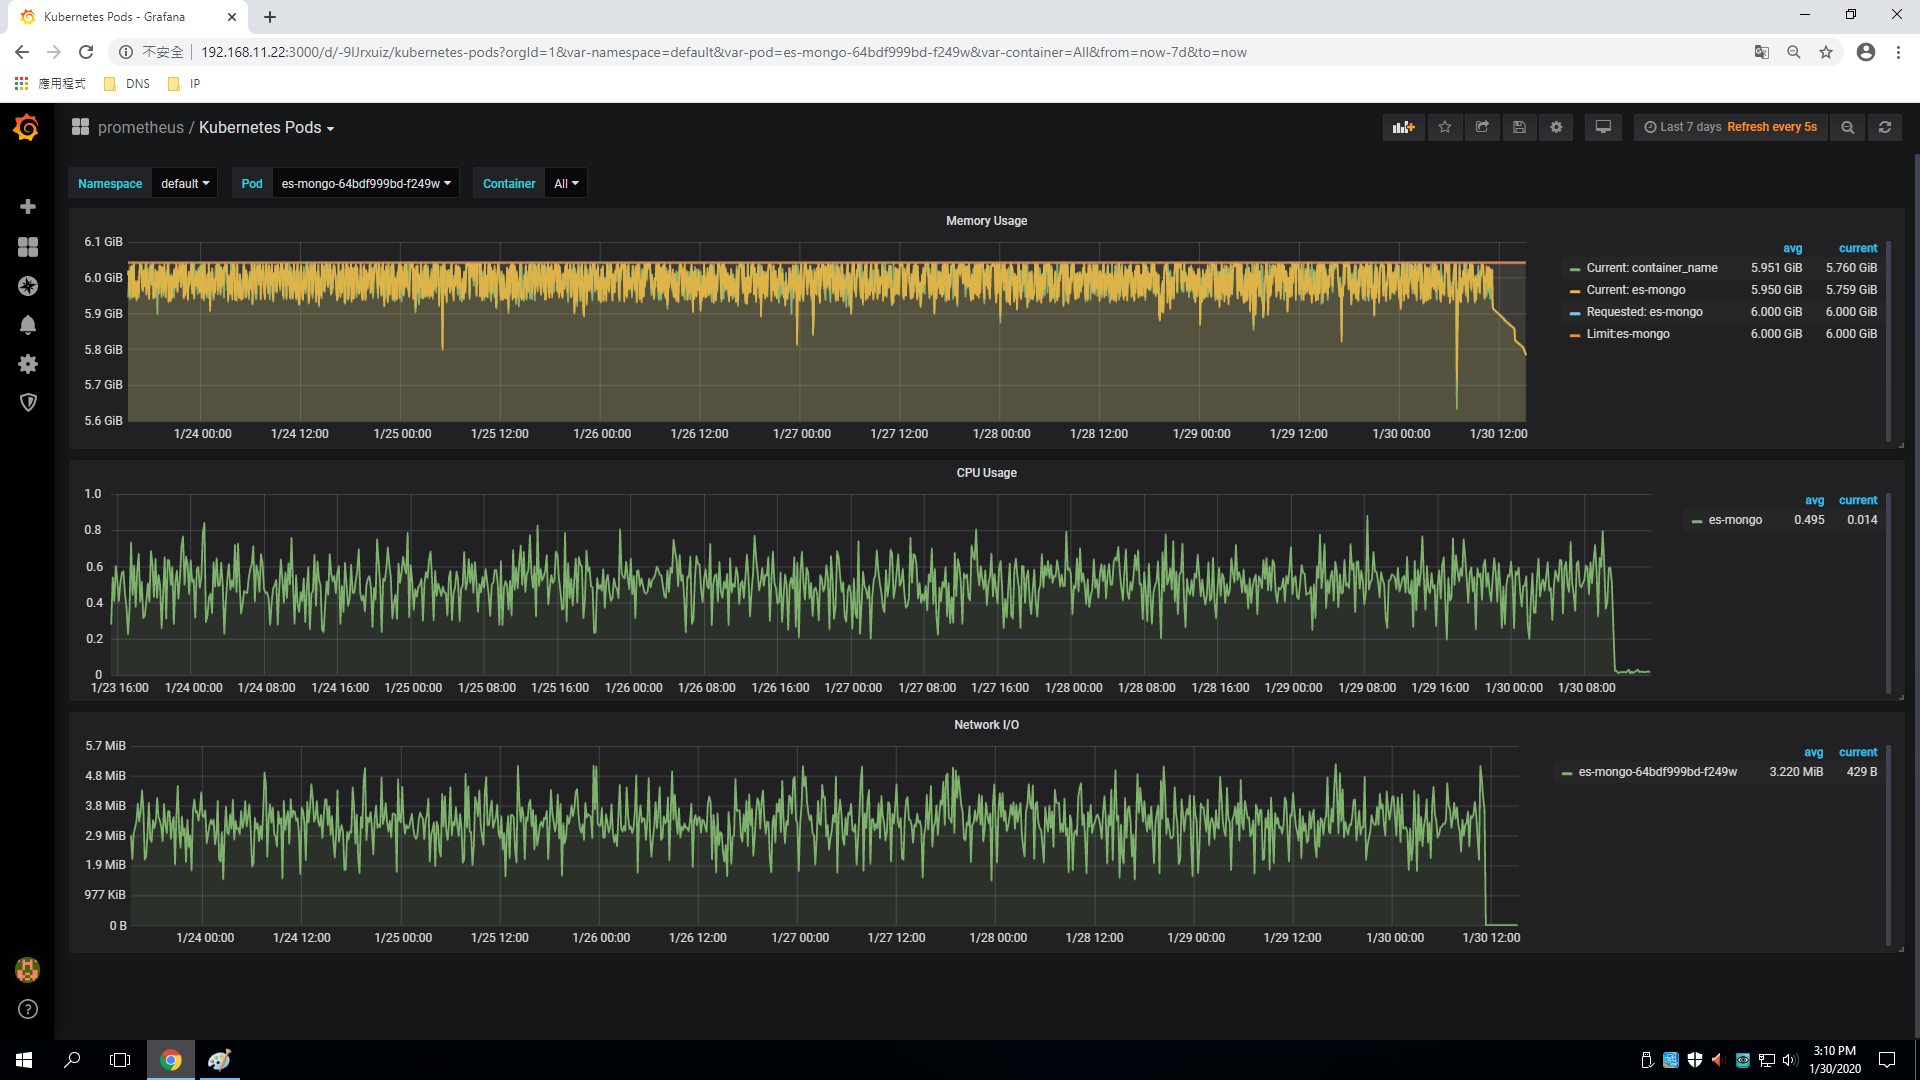 Kubernetes Pods - Grafana
不安全
192.168.11.22:3000/d/-9IJrxuiz/kubernetes-pods?orgId=1&var-namespace=default&var-pod=es-mongo-64bdf999bd-f249w&var-container=All&from=now-7d&to=now
應用程式 DNS IP
prometheus / Kubernetes Pods
Last 7 days Refresh every 5s
Namespace default Pod es-mongo-64bdf999bd-f249w Container All
Memory Usage
6.1 GiB
6.0 GiB
5.9 GiB
5.8 GiB
5.7 GiB
5.6 GiB
1/24 00:00 1/24 12:00 1/25 00:00 1/25 12:00 1/26 00:00 1/26 12:00 1/27 00:00 1/27 12:00 1/28 00:00 1/28 12:00 1/29 00:00 1/29 12:00 1/30 00:00 1/30 12:00
avg current
Current: container_name 5.951 GiB 5.760 GiB
Current: es-mongo 5.950 GiB 5.759 GiB
Requested: es-mongo 6.000 GiB 6.000 GiB
Limit:es-mongo 6.000 GiB 6.000 GiB
CPU Usage
1.0
0.8
0.6
0.4
0.2
0
1/23 16:00 1/24 00:00 1/24 08:00 1/24 16:00 1/25 00:00 1/25 08:00 1/25 16:00 1/26 00:00 1/26 08:00 1/26 16:00 1/27 00:00 1/27 08:00 1/27 16:00 1/28 00:00 1/28 08:00 1/28 16:00 1/29 00:00 1/29 08:00 1/29 16:00 1/30 00:00 1/30 08:00
avg current
es-mongo 0.495 0.014
Network I/O
5.7 MiB
4.8 MiB
3.8 MiB
2.9 MiB
1.9 MiB
977 KiB
0 B
1/24 00:00 1/24 12:00 1/25 00:00 1/25 12:00 1/26 00:00 1/26 12:00 1/27 00:00 1/27 12:00 1/28 00:00 1/28 12:00 1/29 00:00 1/29 12:00 1/30 00:00 1/30 12:00
avg current
es-mongo-64bdf999bd-f249w 3.220 MiB 429 B
3:10 PM
1/30/2020